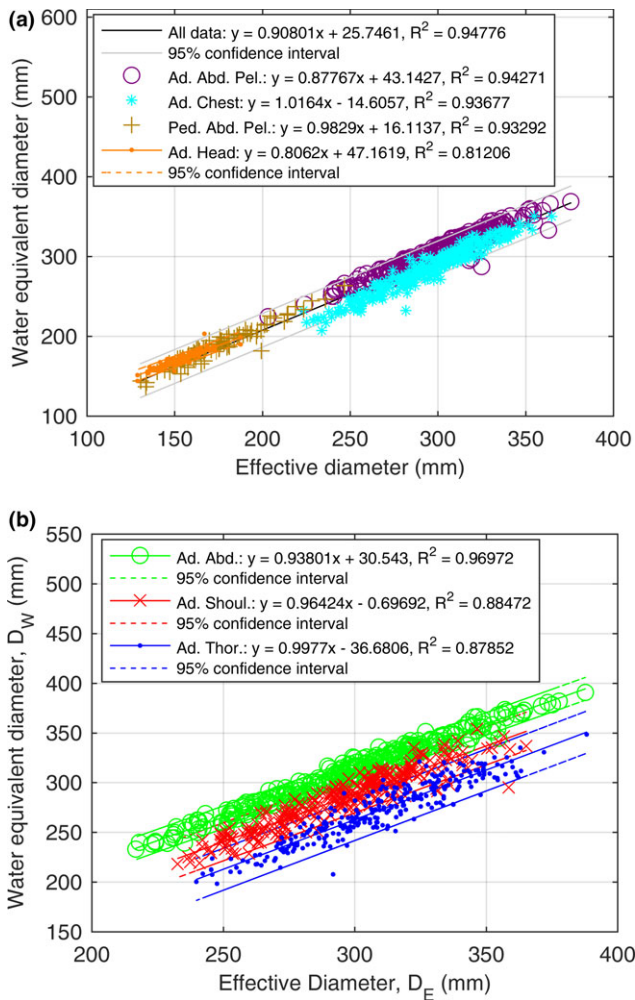 (a)
600
500
400
300
200
100
Water equivalent diameter (mm)
All data: y = 0.90801x + 25.7461, R² = 0.94776
95% confidence interval
Ad. Abd. Pel.: y = 0.87767x + 43.1427, R² = 0.94271
Ad. Chest: y = 1.0164x - 14.6057, R² = 0.93677
Ped. Abd. Pel.: y = 0.9829x + 16.1137, R² = 0.93292
Ad. Head: y = 0.8062x + 47.1619, R² = 0.81206
95% confidence interval
100 150 200 250 300 350 400
Effective diameter (mm)
(b)
550
500
450
400
350
300
250
200
150
Water equivalent diameter, D_W (mm)
Ad. Abd.: y = 0.93801x + 30.543, R² = 0.96972
95% confidence interval
Ad. Shoul.: y = 0.96424x - 0.69692, R² = 0.88472
95% confidence interval
Ad. Thor.: y = 0.9977x - 36.6806, R² = 0.87852
95% confidence interval
200 250 300 350 400
Effective Diameter, D_E (mm)